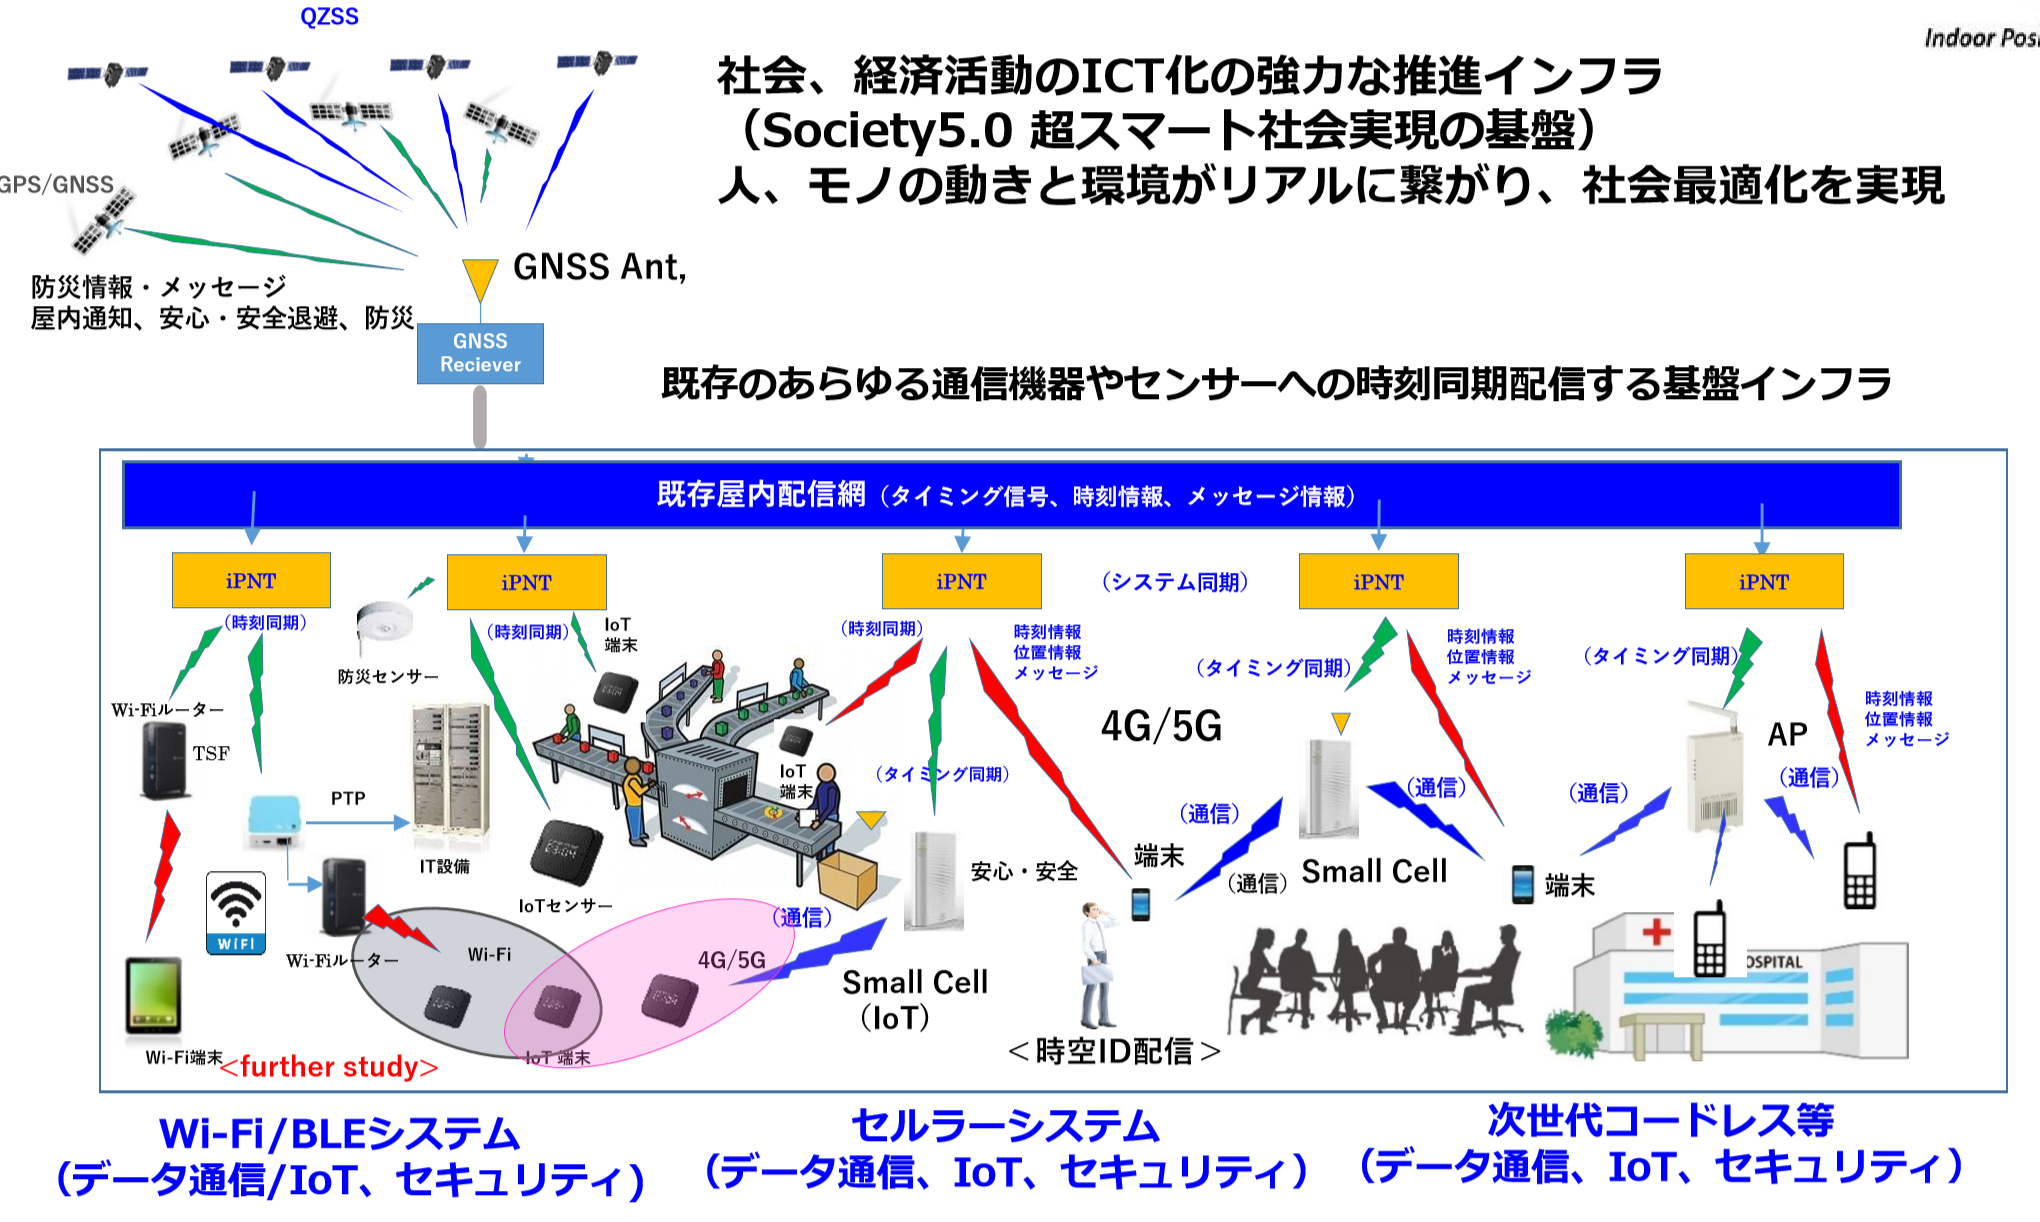 QZSS
Indoor Pos
社会、経済活動のICT化の強力な推進インフラ
（Society5.0 超スマート社会実現の基盤）
人、モノの動きと環境がリアルに繋がり、社会最適化を実現
GPS/GNSS
GNSS Ant,
防災情報・メッセージ
屋内通知、安心・安全退避、防災
GNSS
Reciever
既存のあらゆる通信機器やセンサーへの時刻同期配信する基盤インフラ
既存屋内配信網（タイミング信号、時刻情報、メッセージ情報）
iPNT
iPNT
iPNT
（システム同期）
iPNT
iPNT
（時刻同期）
（時刻同期）
IoT
端末
（時刻同期）
時刻情報
位置情報
メッセージ
（タイミング同期）
時刻情報
位置情報
メッセージ
（タイミング同期）
時刻情報
位置情報
メッセージ
防災センサー
Wi-Fiルーター
TSF
4G/5G
AP
IoT
端末
（タイミング同期）
（通信）
（通信）
（通信）
（通信）
PTP
IT設備
端末
安心・安全
（通信）
Small Cell
端末
IoTセンサー
WiFi
（通信）
Wi-Fiルーター
Wi-Fi
4G/5G
OSPITAL
Small Cell
（IoT）
Wi-Fi端末
<further study>
IoT 端末
＜時空ID配信＞
Wi-Fi/BLEシステム
（データ通信/IoT、セキュリティ）
セルラーシステム
（データ通信、IoT、セキュリティ）
次世代コードレス等
（データ通信、IoT、セキュリティ）